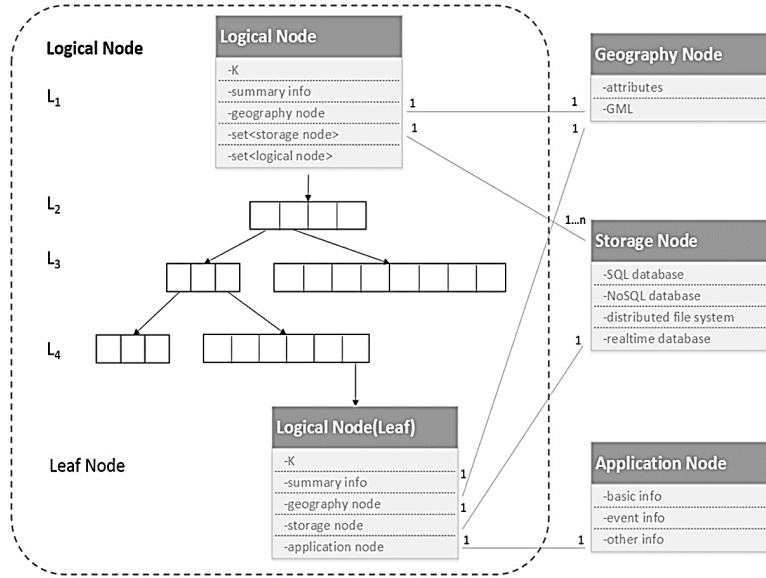 Logical Node
Logical Node
L1
-K
-summary info
-geography node
-set<storage node>
-set<logical node>
1
1
1
1
1...n
Geography Node
-attributes
-GML
L2
L3
L4
Storage Node
-SQL database
-NoSQL database
-distributed file system
-realtime database
1
Leaf Node
Logical Node(Leaf)
-K
-summary info
-geography node
-storage node
-application node
1
1
1
1
Application Node
-basic info
-event info
-other info